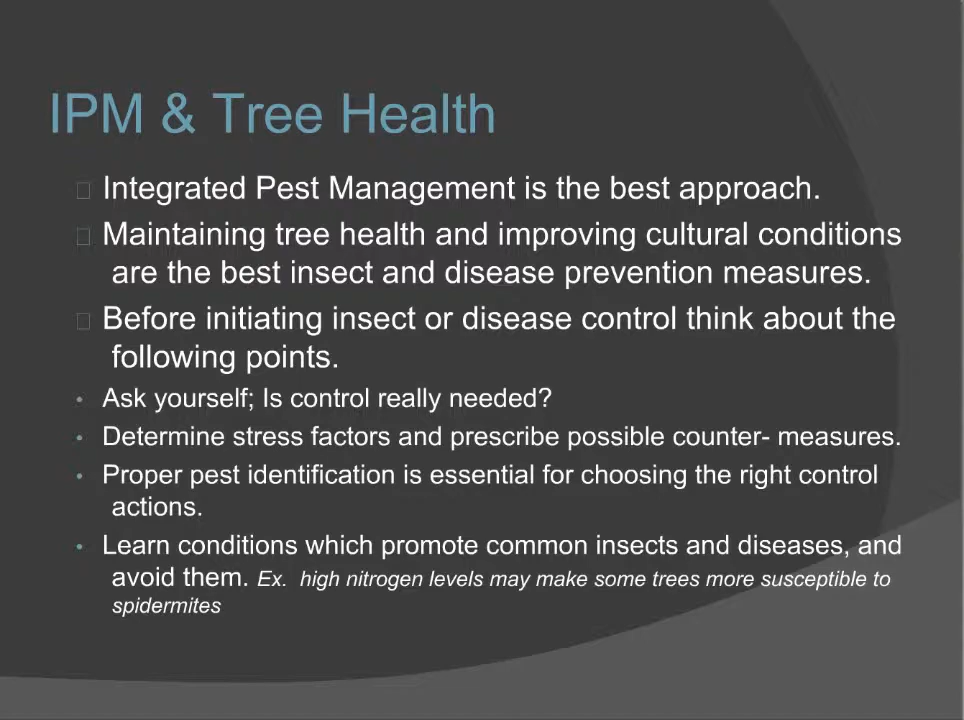 IPM & Tree Health
Integrated Pest Management is the best approach.
Maintaining tree health and improving cultural conditions
are the best insect and disease prevention measures.
Before initiating insect or disease control think about the
following points.
• Ask yourself; Is control really needed?
• Determine stress factors and prescribe possible counter- measures.
• Proper pest identification is essential for choosing the right control
actions.
• Learn conditions which promote common insects and diseases, and
avoid them. Ex. high nitrogen levels may make some trees more susceptible to
spidermites